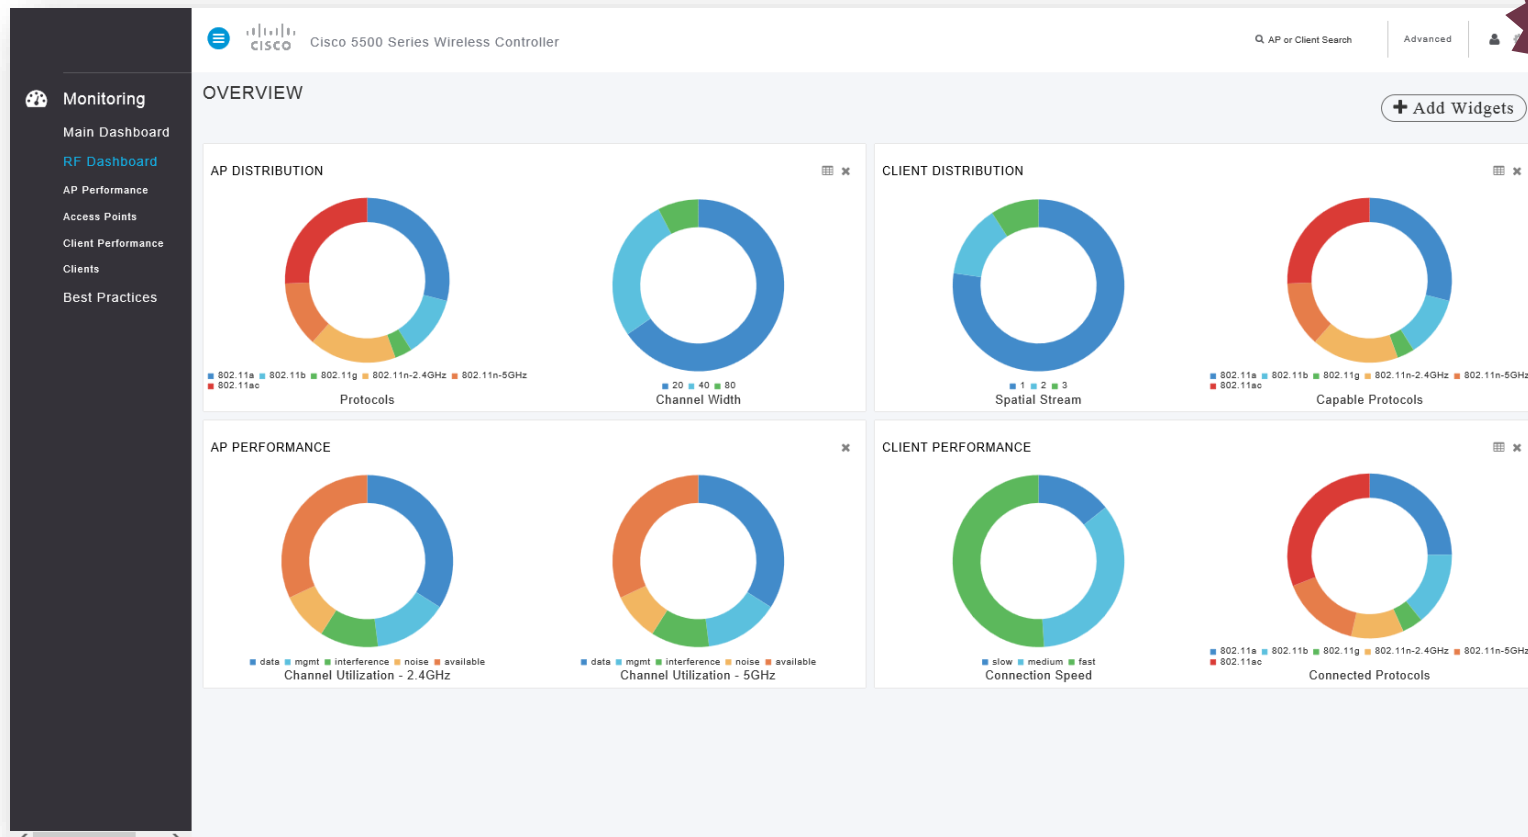 CISCO
Cisco 5500 Series Wireless Controller
AP or Client Search
Advanced
Monitoring
Main Dashboard
RF Dashboard
AP Performance
Access Points
Client Performance
Clients
Best Practices
OVERVIEW
Add Widgets
AP DISTRIBUTION
802.11a 802.11b 802.11g 802.11n-2.4GHz 802.11n-5GHz
802.11ac
Protocols
20 40 80
Channel Width
CLIENT DISTRIBUTION
1 2 3
Spatial Stream
802.11a 802.11b 802.11g 802.11n-2.4GHz 802.11n-5GHz
802.11ac
Capable Protocols
AP PERFORMANCE
data mgmt interference noise available
Channel Utilization - 2.4GHz
data mgmt interference noise available
Channel Utilization - 5GHz
CLIENT PERFORMANCE
slow medium fast
Connection Speed
802.11a 802.11b 802.11g 802.11n-2.4GHz 802.11n-5GHz
802.11ac
Connected Protocols